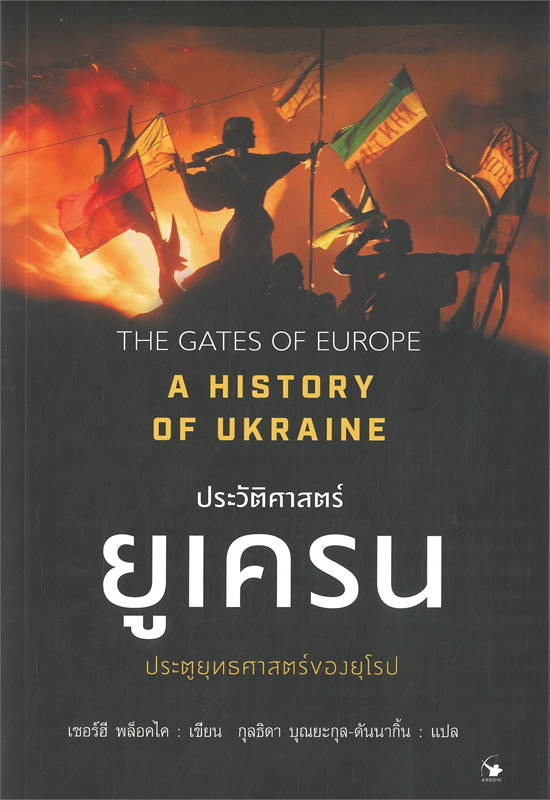 THE GATES OF EUROPE
A HISTORY
OF UKRAINE
ประวัติศาสตร์
ยูเครน
ประตูยุทธศาสตร์ของยุโรป
เซอร์ฮี พล็อคไค : เขียน กุลธิดา บุณยะกุล-ดันนากิ้น : แปล
ARROW